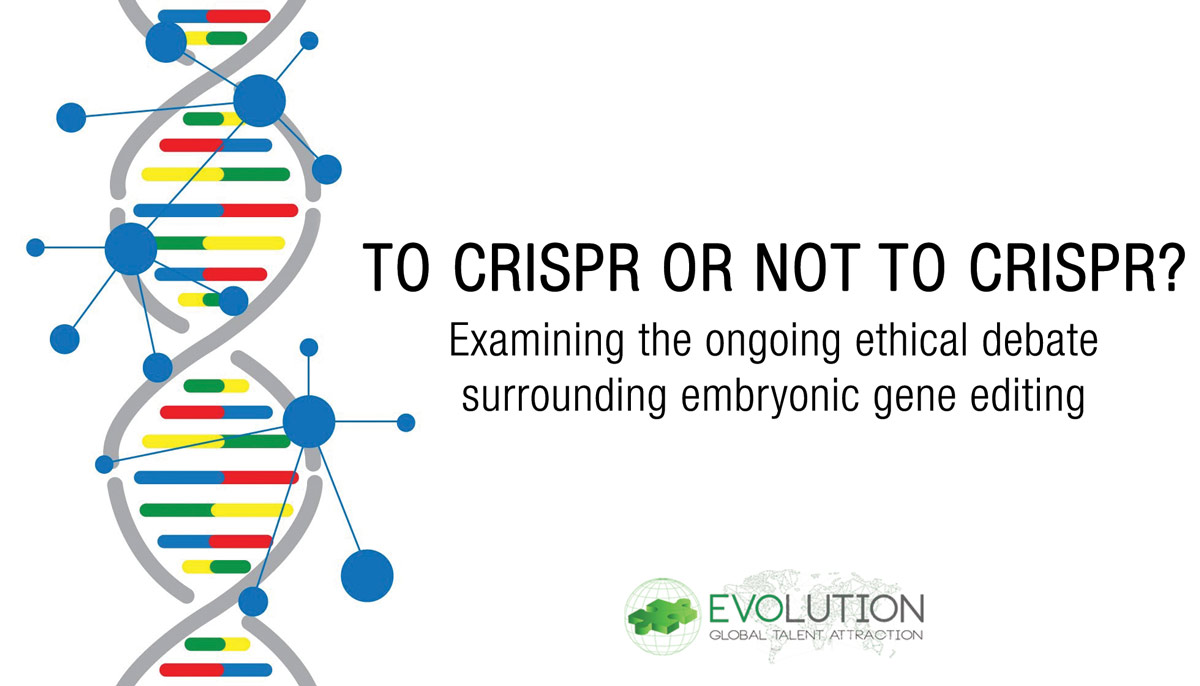 TO CRISPR OR NOT TO CRISPR?
Examining the ongoing ethical debate
surrounding embryonic gene editing
EVOLUTION
GLOBAL TALENT ATTRACTION